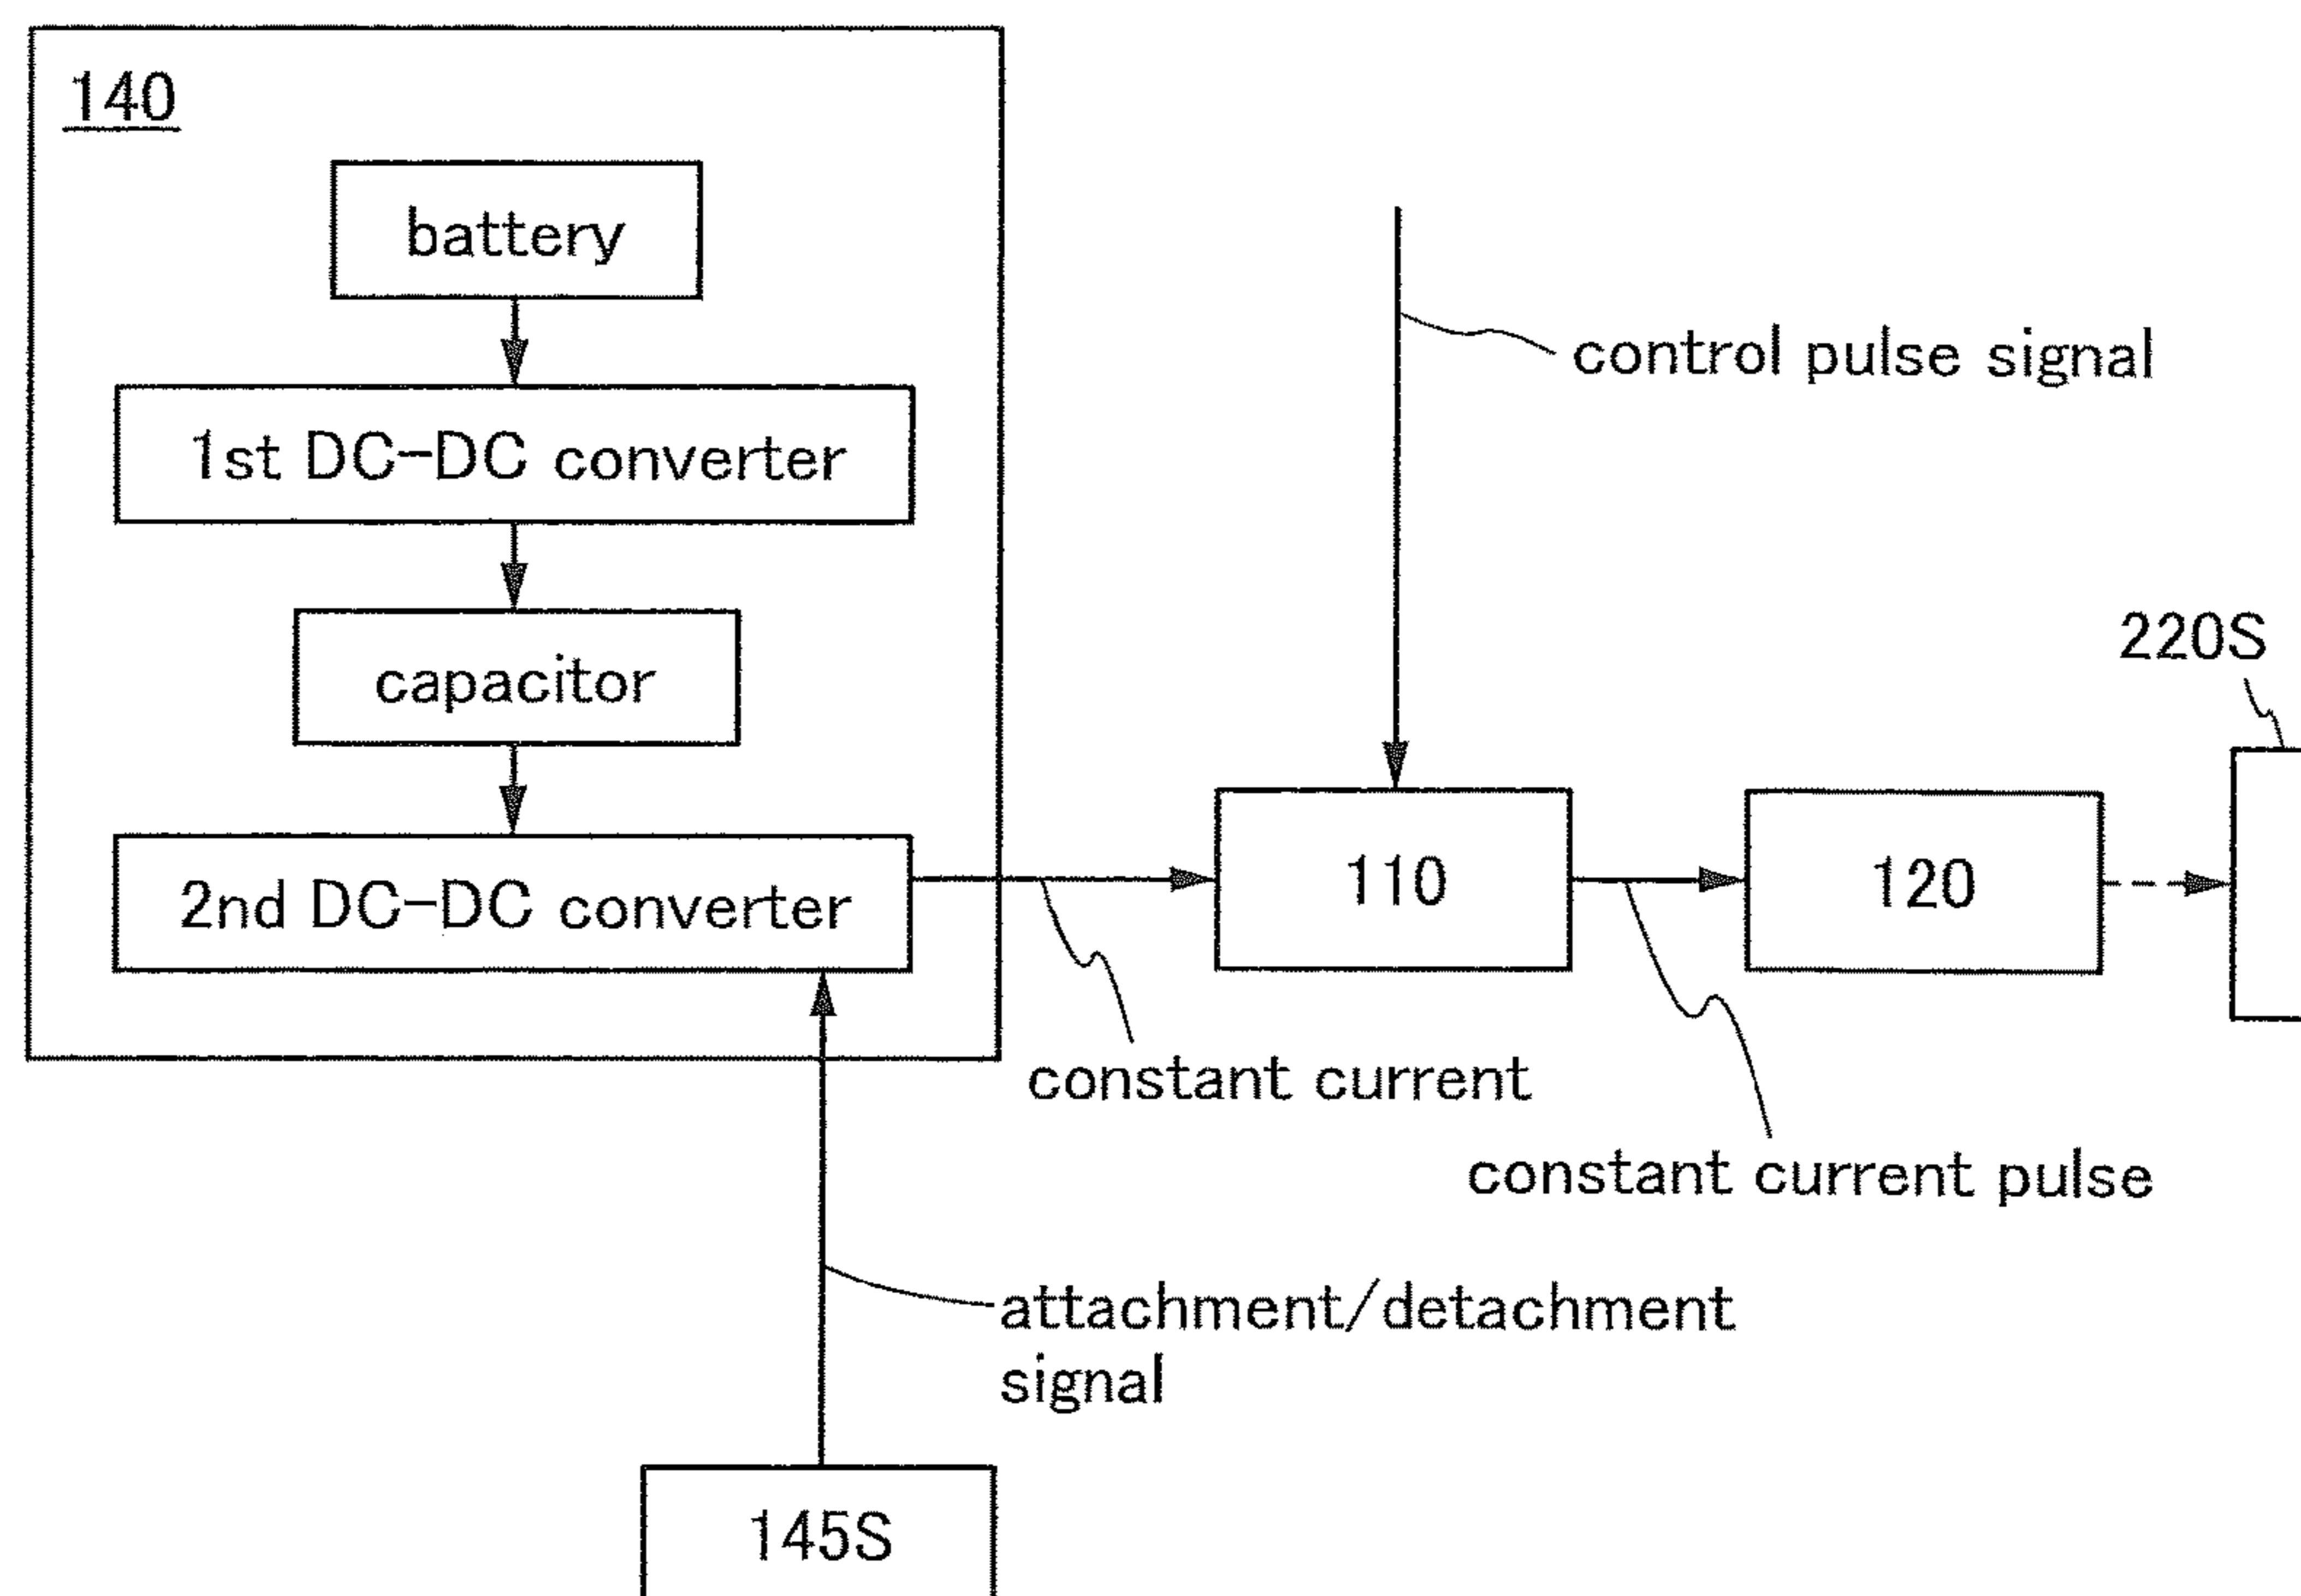 140
battery
1st DC-DC converter
control pulse signal
capacitor
220S
2nd DC-DC converter
110
120
constant current
constant current pulse
attachment/detachment
signal
145S